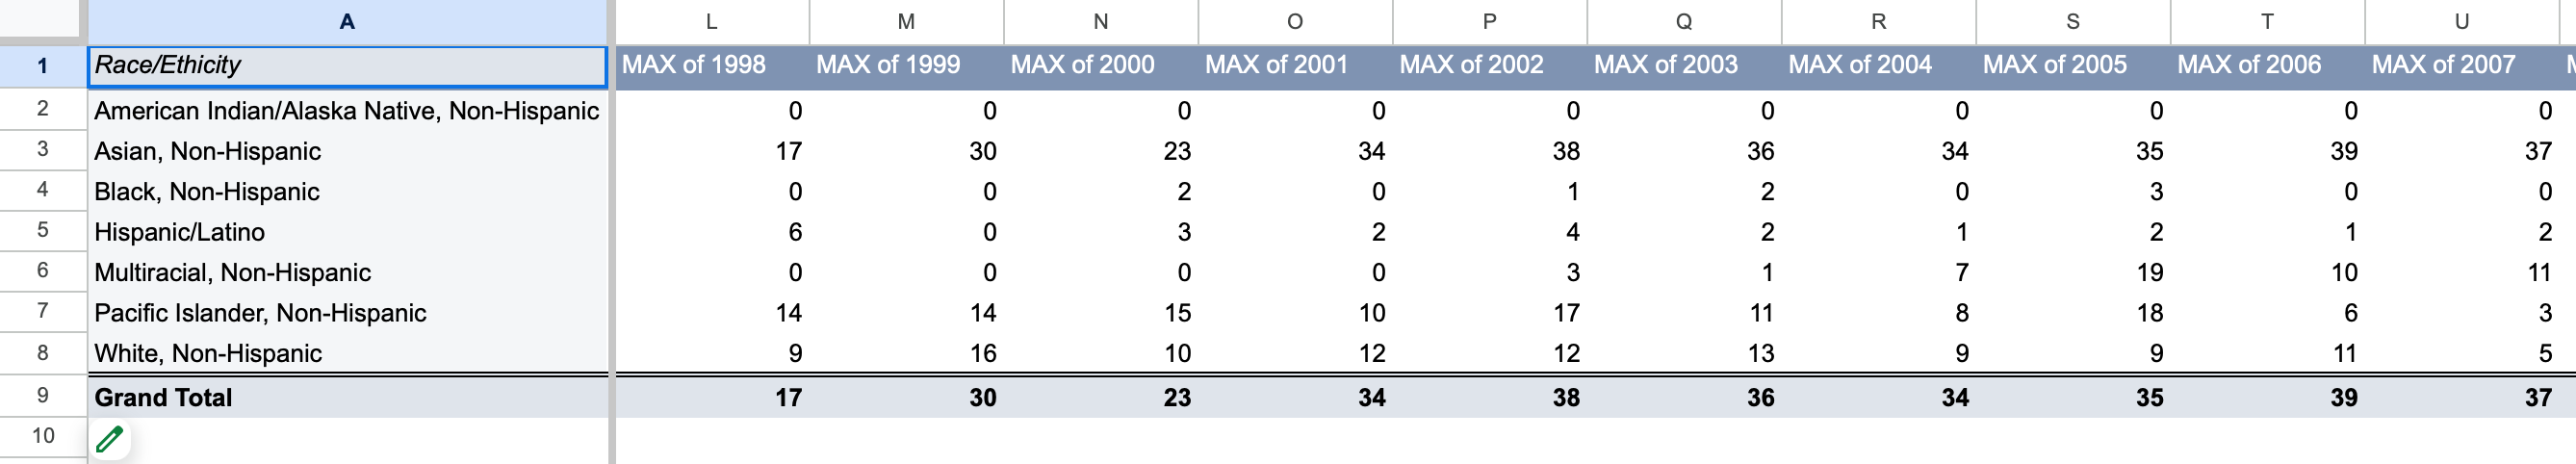 A L M N O P Q R S T U
1 Race/Ethicity MAX of 1998 MAX of 1999 MAX of 2000 MAX of 2001 MAX of 2002 MAX of 2003 MAX of 2004 MAX of 2005 MAX of 2006 MAX of 2007
2 American Indian/Alaska Native, Non-Hispanic 0 0 0 0 0 0 0 0 0 0
3 Asian, Non-Hispanic 17 30 23 34 38 36 34 35 39 37
4 Black, Non-Hispanic 0 0 2 0 1 2 0 3 0 0
5 Hispanic/Latino 6 0 3 2 4 2 1 2 1 2
6 Multiracial, Non-Hispanic 0 0 0 0 3 1 7 19 10 11
7 Pacific Islander, Non-Hispanic 14 14 15 10 17 11 8 18 6 3
8 White, Non-Hispanic 9 16 10 12 12 13 9 9 11 5
9 Grand Total 17 30 23 34 38 36 34 35 39 37
10